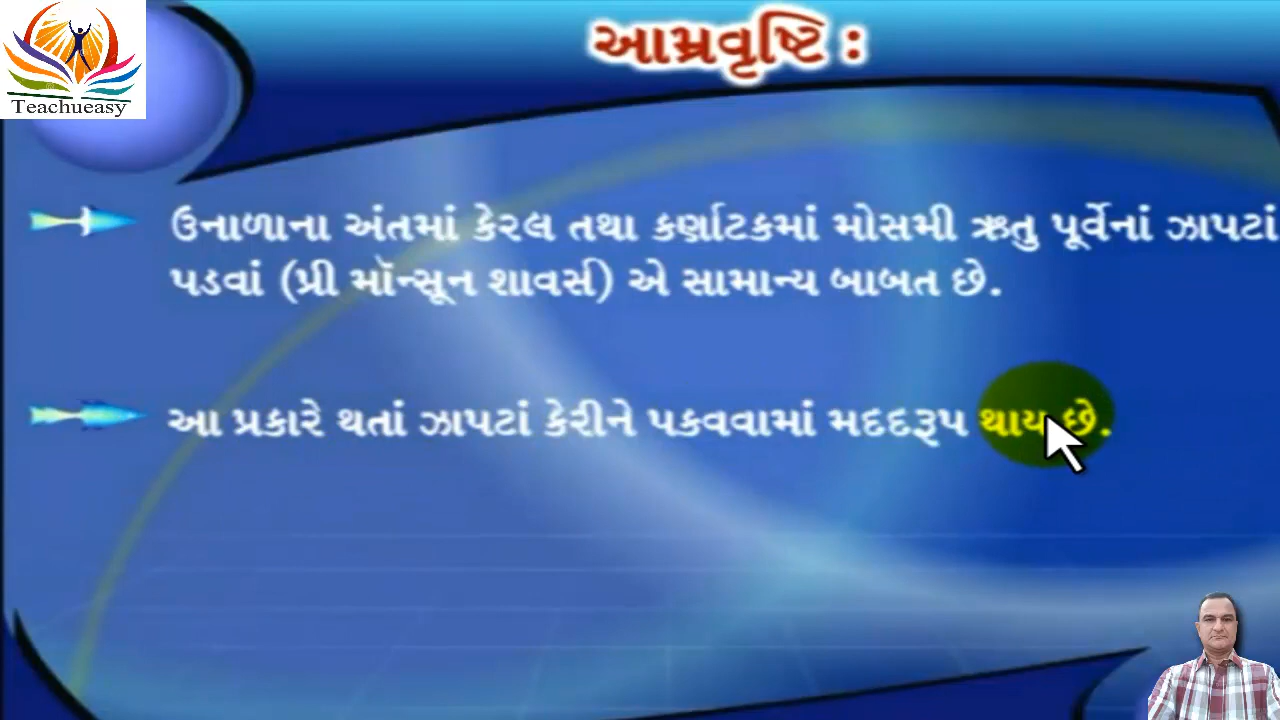 Teachueasy
આમ્રવૃષ્ટિ :
ઉનાળાના અંતમાં કેરલ તથા કર્ણાટકમાં મોસમી ઋતુ પૂર્વેનાં ઝાપટાં
પડવાં (પ્રી મૉન્સૂન શાવર્સ) એ સામાન્ય બાબત છે.
આ પ્રકારે થતાં ઝાપટાં કેરીને પકવવામાં મદદરૂપ થાય છે.